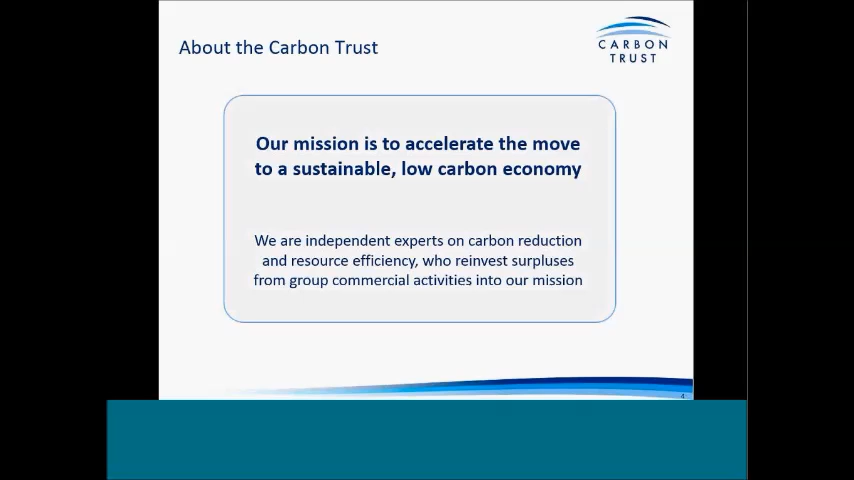 About the Carbon Trust
CARBON
TRUST
Our mission is to accelerate the move
to a sustainable, low carbon economy
We are independent experts on carbon reduction
and resource efficiency, who reinvest surpluses
from group commercial activities into our mission
4